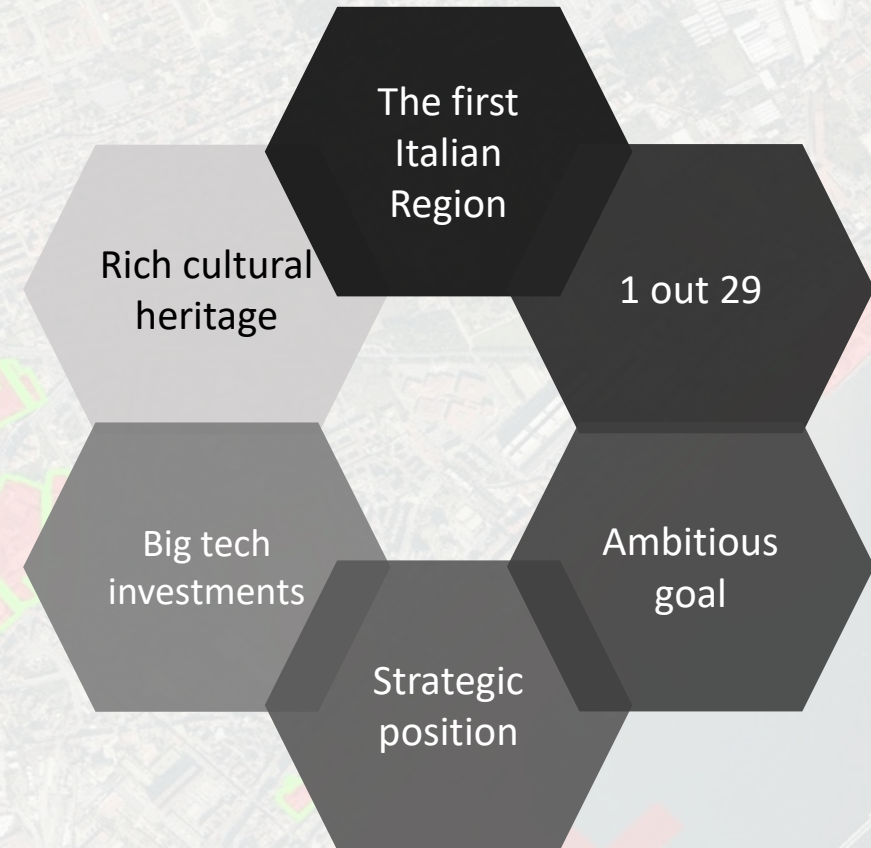 The first
Italian
Region
1 out 29
Ambitious
goal
Strategic
position
Big tech
investments
Rich cultural
heritage